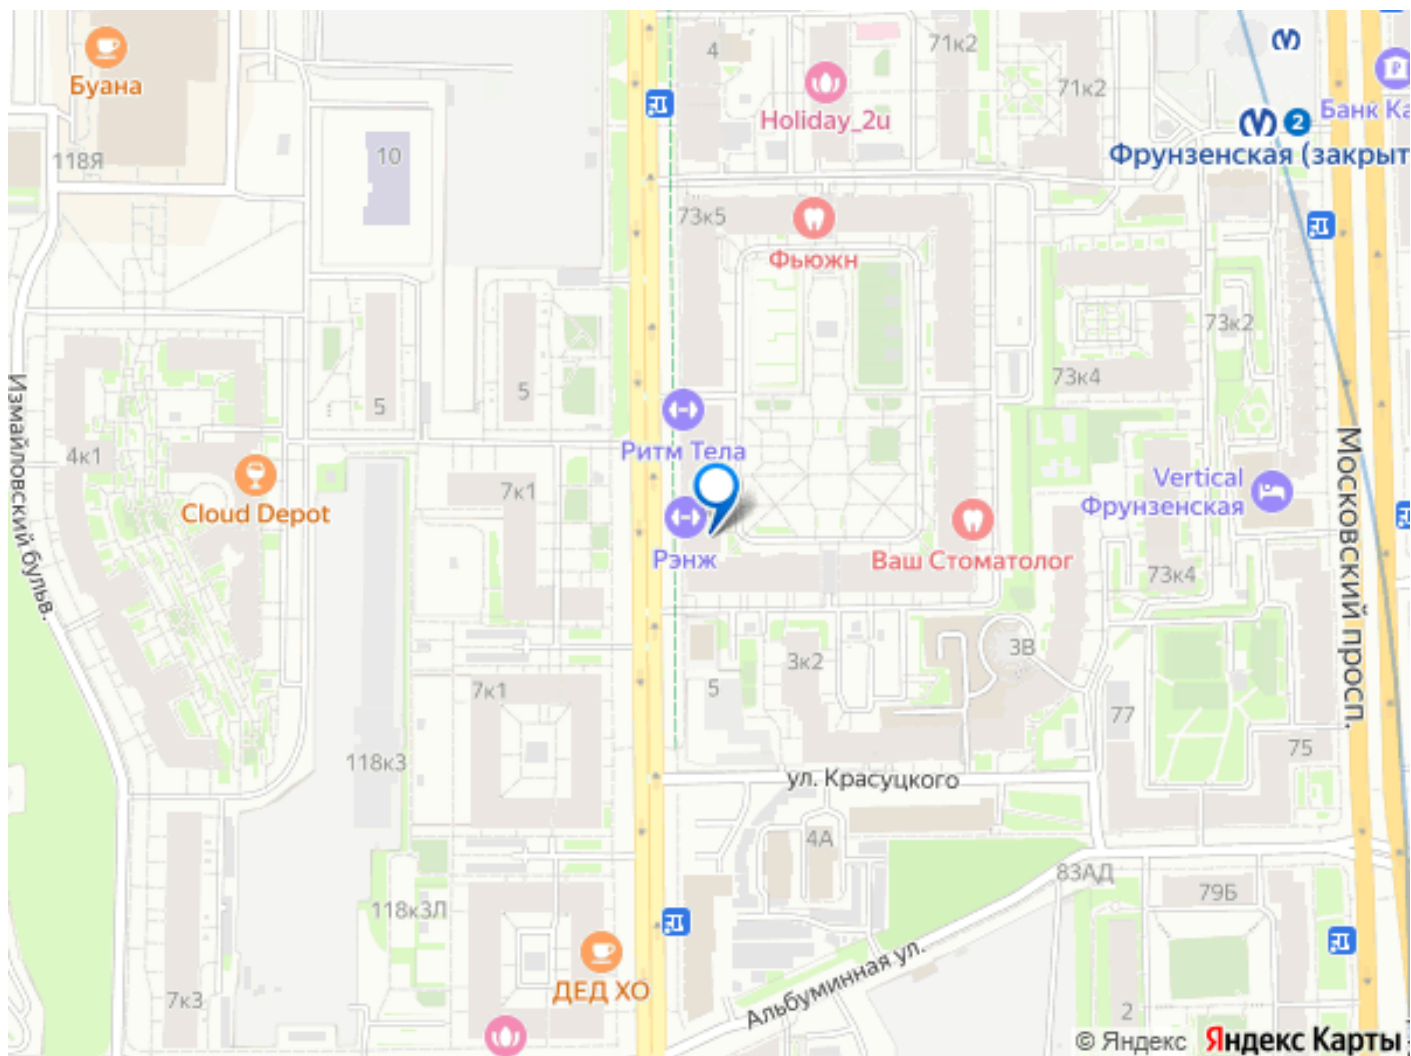 4
71к2
Буана
71к2
Holiday_2u
Банк Ка
2
118Я
10
Фрунзенская (закрыт
73к5
Фьюжн
73к2
73к4
5
5
Измайловский бульв.
Ритм Тела
4к1
Московский просп.
Vertical
Фрунзенская
7к1
Cloud Depot
Рэнж
Ваш Стоматолог
73к4
3В
3к2
7к1
5
77
75
118к3
ул. Красуцкого
4А
83АД
79Б
118к3Л
ДЕД ХО
Альбуминная ул.
7к3
2
© Яндекс Яндекс Карты